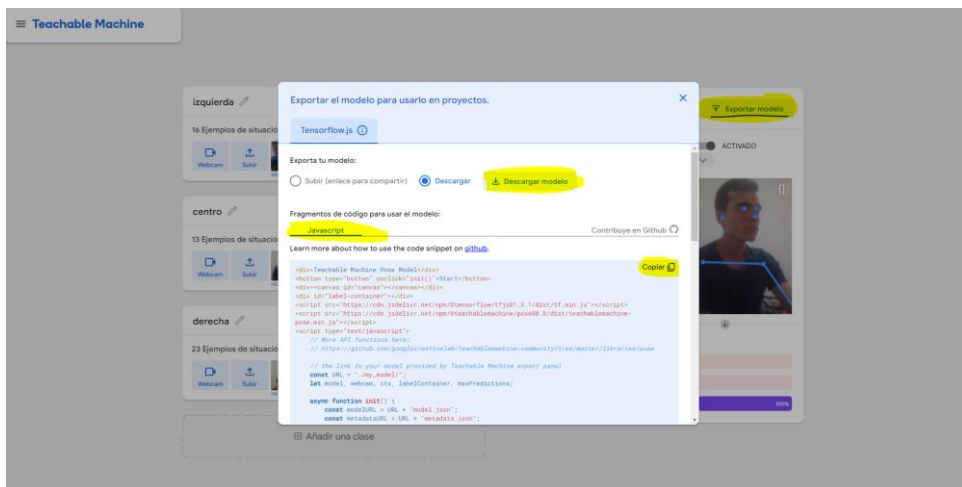 Teachable Machine
izquierda
16 Ejemplos de situació
Webcam
Subir
centro
13 Ejemplos de situació
Webcam
Subir
derecha
23 Ejemplos de situació
Webcam
Subir
Añadir una clase
Exportar el modelo para usarlo en proyectos.
Tensorflow.js
Exporta tu modelo:
Subir (enlace para compartir)
Descargar
Descargar modelo
Fragmentos de código para usar el modelo:
Javascript
Contribuye en Github
Learn more about how to use the code snippet on github.
Copiar
<div>Teachable Machine Pose Model</div>
<button type="button" onclick="init()">Start</button>
<div><canvas id="canvas"></canvas></div>
<div id="label-container"></div>
<script src="https://cdn.jsdelivr.net/npm/@tensorflow/tfjs@1.3.1/dist/tf.min.js"></script>
<script src="https://cdn.jsdelivr.net/npm/@teachablemachine/pose@0.8/dist/teachablemachine-
pose.min.js"></script>
<script type="text/javascript">
// More API functions here:
// https://github.com/googlecreativelab/teachablemachine-community/tree/master/libraries/pose
// the link to your model provided by Teachable Machine export panel
const URL = "./my_model/";
let model, webcam, ctx, labelContainer, maxPredictions;
async function init() {
const modelURL = URL + "model.json";
const metadataURL = URL + "metadata.json";
Exportar modelo
ACTIVADO
100%